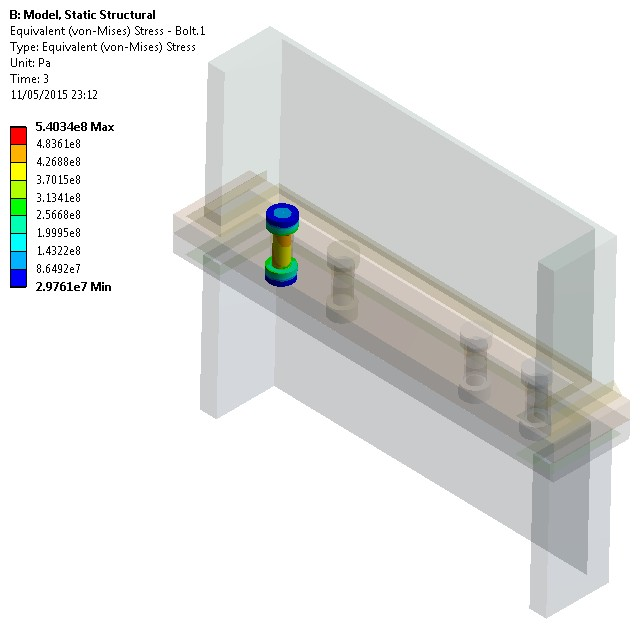 B: Model, Static Structural
Equivalent (von-Mises) Stress - Bolt.1
Type: Equivalent (von-Mises) Stress
Unit: Pa
Time: 3
11/05/2015 23:12
5.4034e8 Max
4.8361e8
4.2688e8
3.7015e8
3.1341e8
2.5668e8
1.9995e8
1.4322e8
8.6492e7
2.9761e7 Min